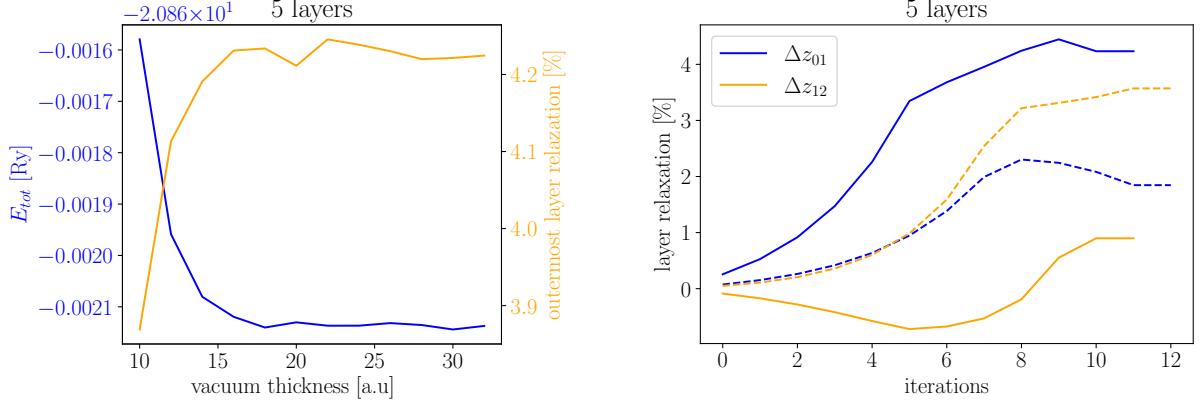 5 layers
−2.086×10¹
−0.0016
−0.0017
−0.0018
−0.0019
−0.0020
−0.0021
E_tot [Ry]
10 15 20 25 30
vacuum thickness [a.u]
4.2
4.1
4.0
3.9
outermost layer relazation [%]
5 layers
Δz₀₁
Δz₁₂
4
3
2
1
0
layer relaxation [%]
0 2 4 6 8 10 12
iterations